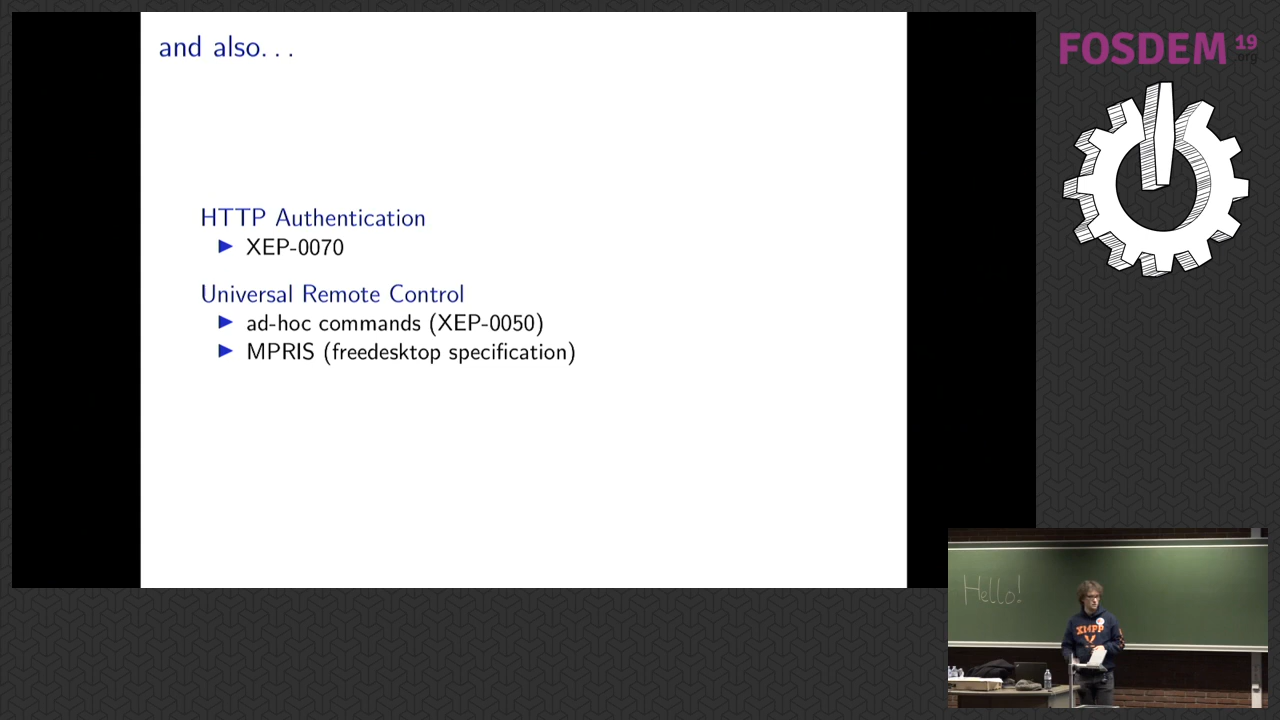 and also...
HTTP Authentication
XEP-0070
Universal Remote Control
ad-hoc commands (XEP-0050)
MPRIS (freedesktop specification)
FOSDEM 19
.org
Hello!
XMPP